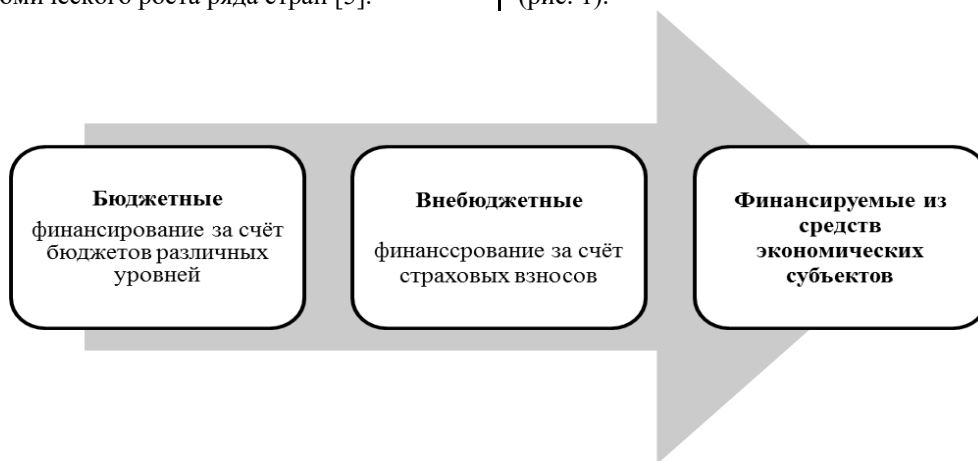 омического роста ряда стран [5].
(рис. 1).
Бюджетные
финансирование за счёт
бюджетов различных
уровней
Внебюджетные
финанссрование за счёт
страховых взносов
Финансируемые из
средств
экономических
субъектов